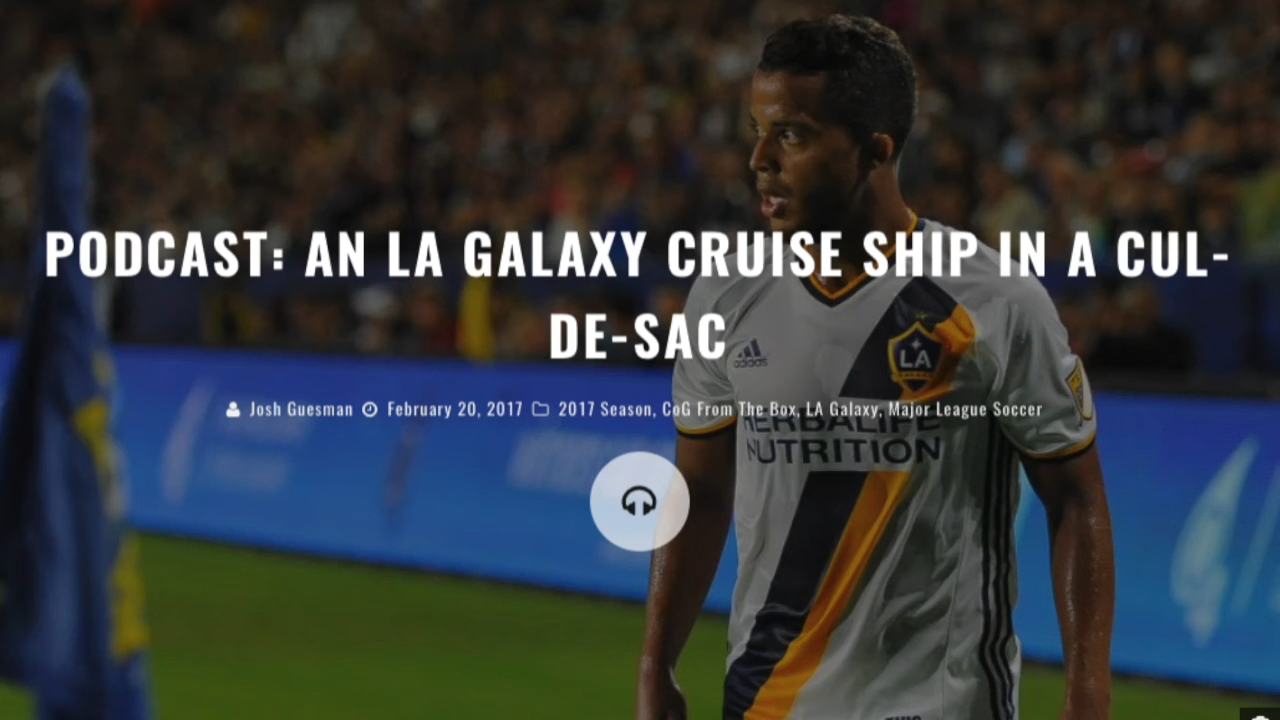 PODCAST: AN LA GALAXY CRUISE SHIP IN A CUL-
DE-SAC
Josh Guesman February 20, 2017 2017 Season, CoG From The Box, LA Galaxy, Major League Soccer
adidas
LA
HERBALIFE
NUTRITION